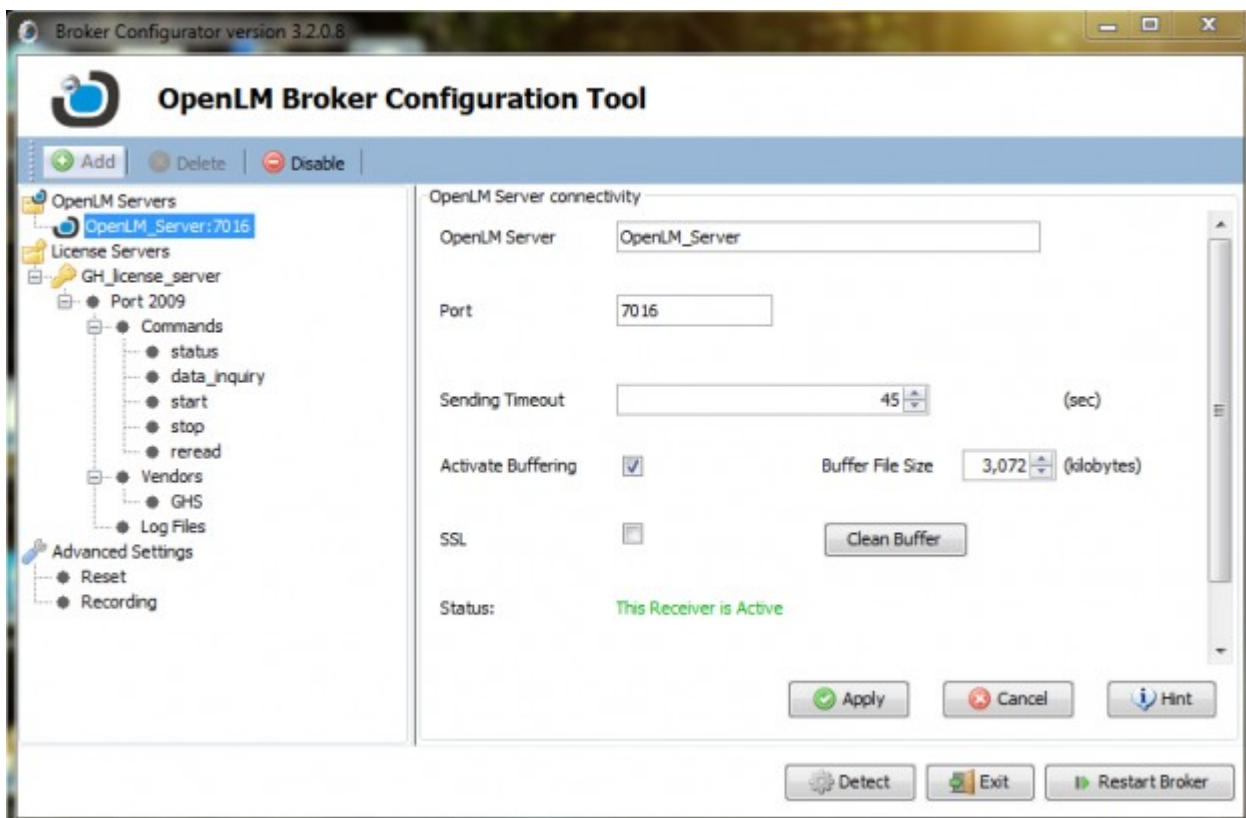 Broker Configurator version 3.2.0.8
OpenLM Broker Configuration Tool
Add Delete Disable
OpenLM Servers
OpenLM_Server:7016
License Servers
GH_license_server
Port 2009
Commands
status
data_inquiry
start
stop
reread
Vendors
GHS
Log Files
Advanced Settings
Reset
Recording
OpenLM Server connectivity
OpenLM Server OpenLM_Server
Port 7016
Sending Timeout 45 (sec)
Activate Buffering Buffer File Size 3,072 (kilobytes)
SSL Clean Buffer
Status: This Receiver is Active
Apply Cancel Hint
Detect Exit Restart Broker